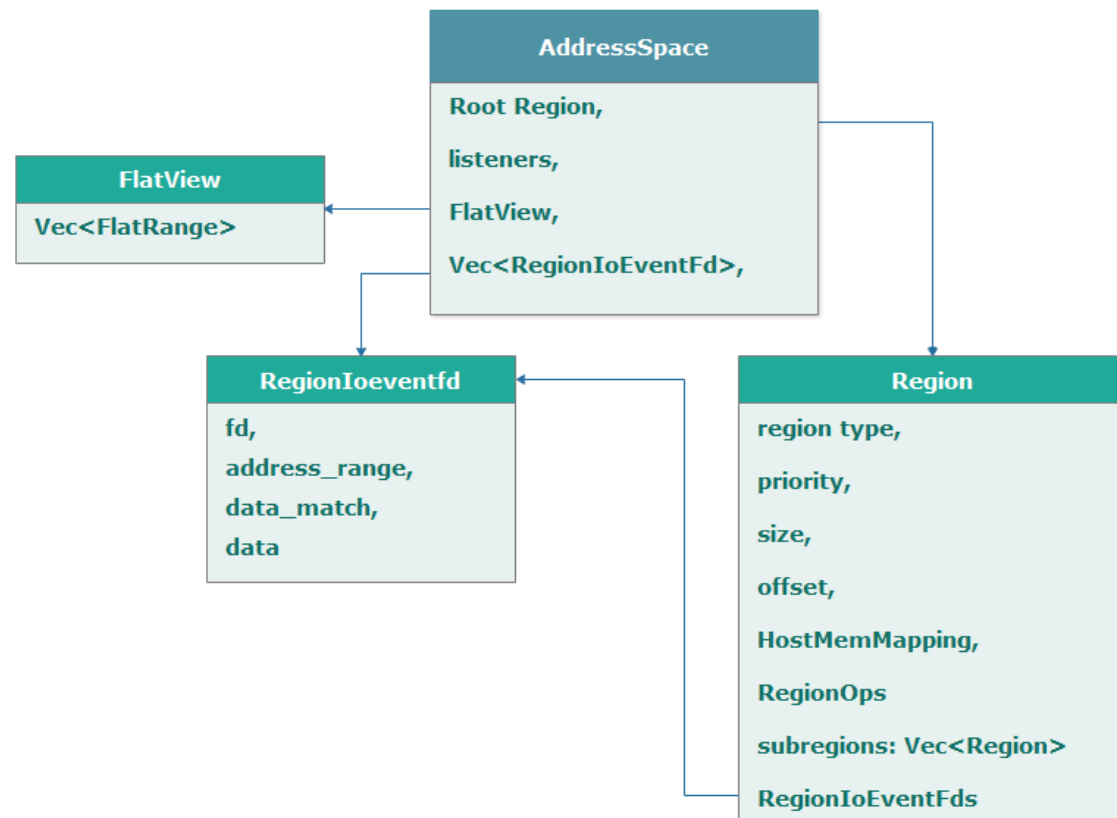 AddressSpace
Root Region,
listeners,
FlatView,
Vec<RegionIoEventFd>,
FlatView
Vec<FlatRange>
RegionIoeventfd
fd,
address_range,
data_match,
data
Region
region type,
priority,
size,
offset,
HostMemMapping,
RegionOps
subregions: Vec<Region>
RegionIoEventFds